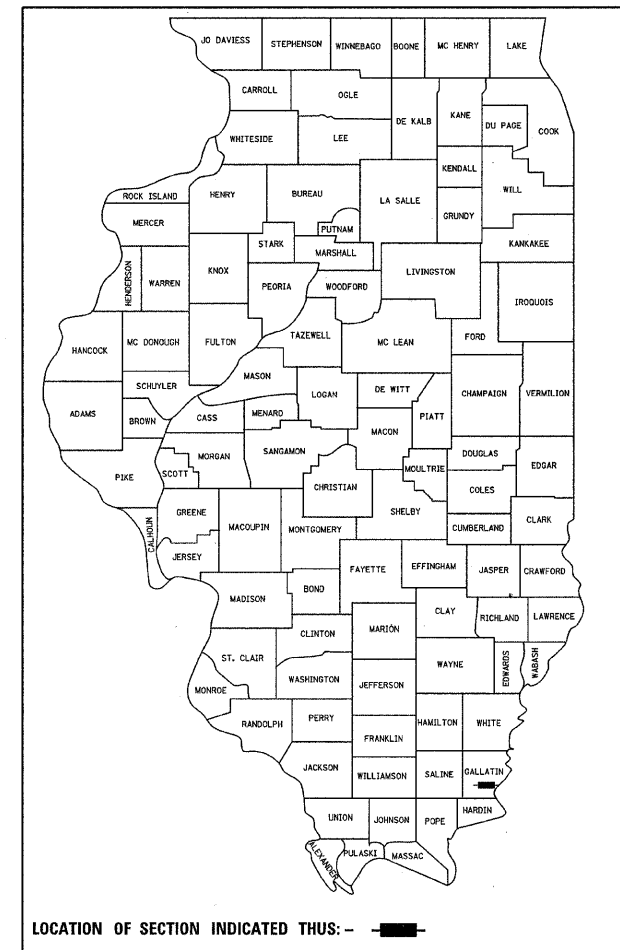 JO DAVIESS STEPHENSON WINNEBAGO BOONE MC HENRY LAKE
CARROLL OGLE DE KALB KANE DU PAGE COOK
WHITESIDE LEE
KENDALL WILL
ROCK ISLAND HENRY BUREAU LA SALLE GRUNDY
MERCER PUTNAM
STARK MARSHALL KANKAKEE
HENDERSON WARREN KNOX PEORIA WOODFORD LIVINGSTON IROQUOIS
HANCOCK MC DONOUGH FULTON TAZEWELL MC LEAN FORD
SCHUYLER MASON
ADAMS BROWN CASS MENARD LOGAN DE WITT PIATT CHAMPAIGN VERMILION
MACON
MORGAN SANGAMON DOUGLAS EDGAR
PIKE SCOTT MOULTRIE
CHRISTIAN COLES
GREENE MACOUPIN MONTGOMERY SHELBY CUMBERLAND CLARK
CALHOUN JERSEY
FAYETTE EFFINGHAM JASPER CRAWFORD
MADISON BOND
CLAY RICHLAND LAWRENCE
CLINTON MARION
ST. CLAIR WAYNE EDWARDS WABASH
WASHINGTON JEFFERSON
MONROE
RANDOLPH PERRY HAMILTON WHITE
FRANKLIN
JACKSON WILLIAMSON SALINE GALLATIN
UNION JOHNSON POPE HARDIN
ALEXANDER PULASKI MASSAC
LOCATION OF SECTION INDICATED THUS: -